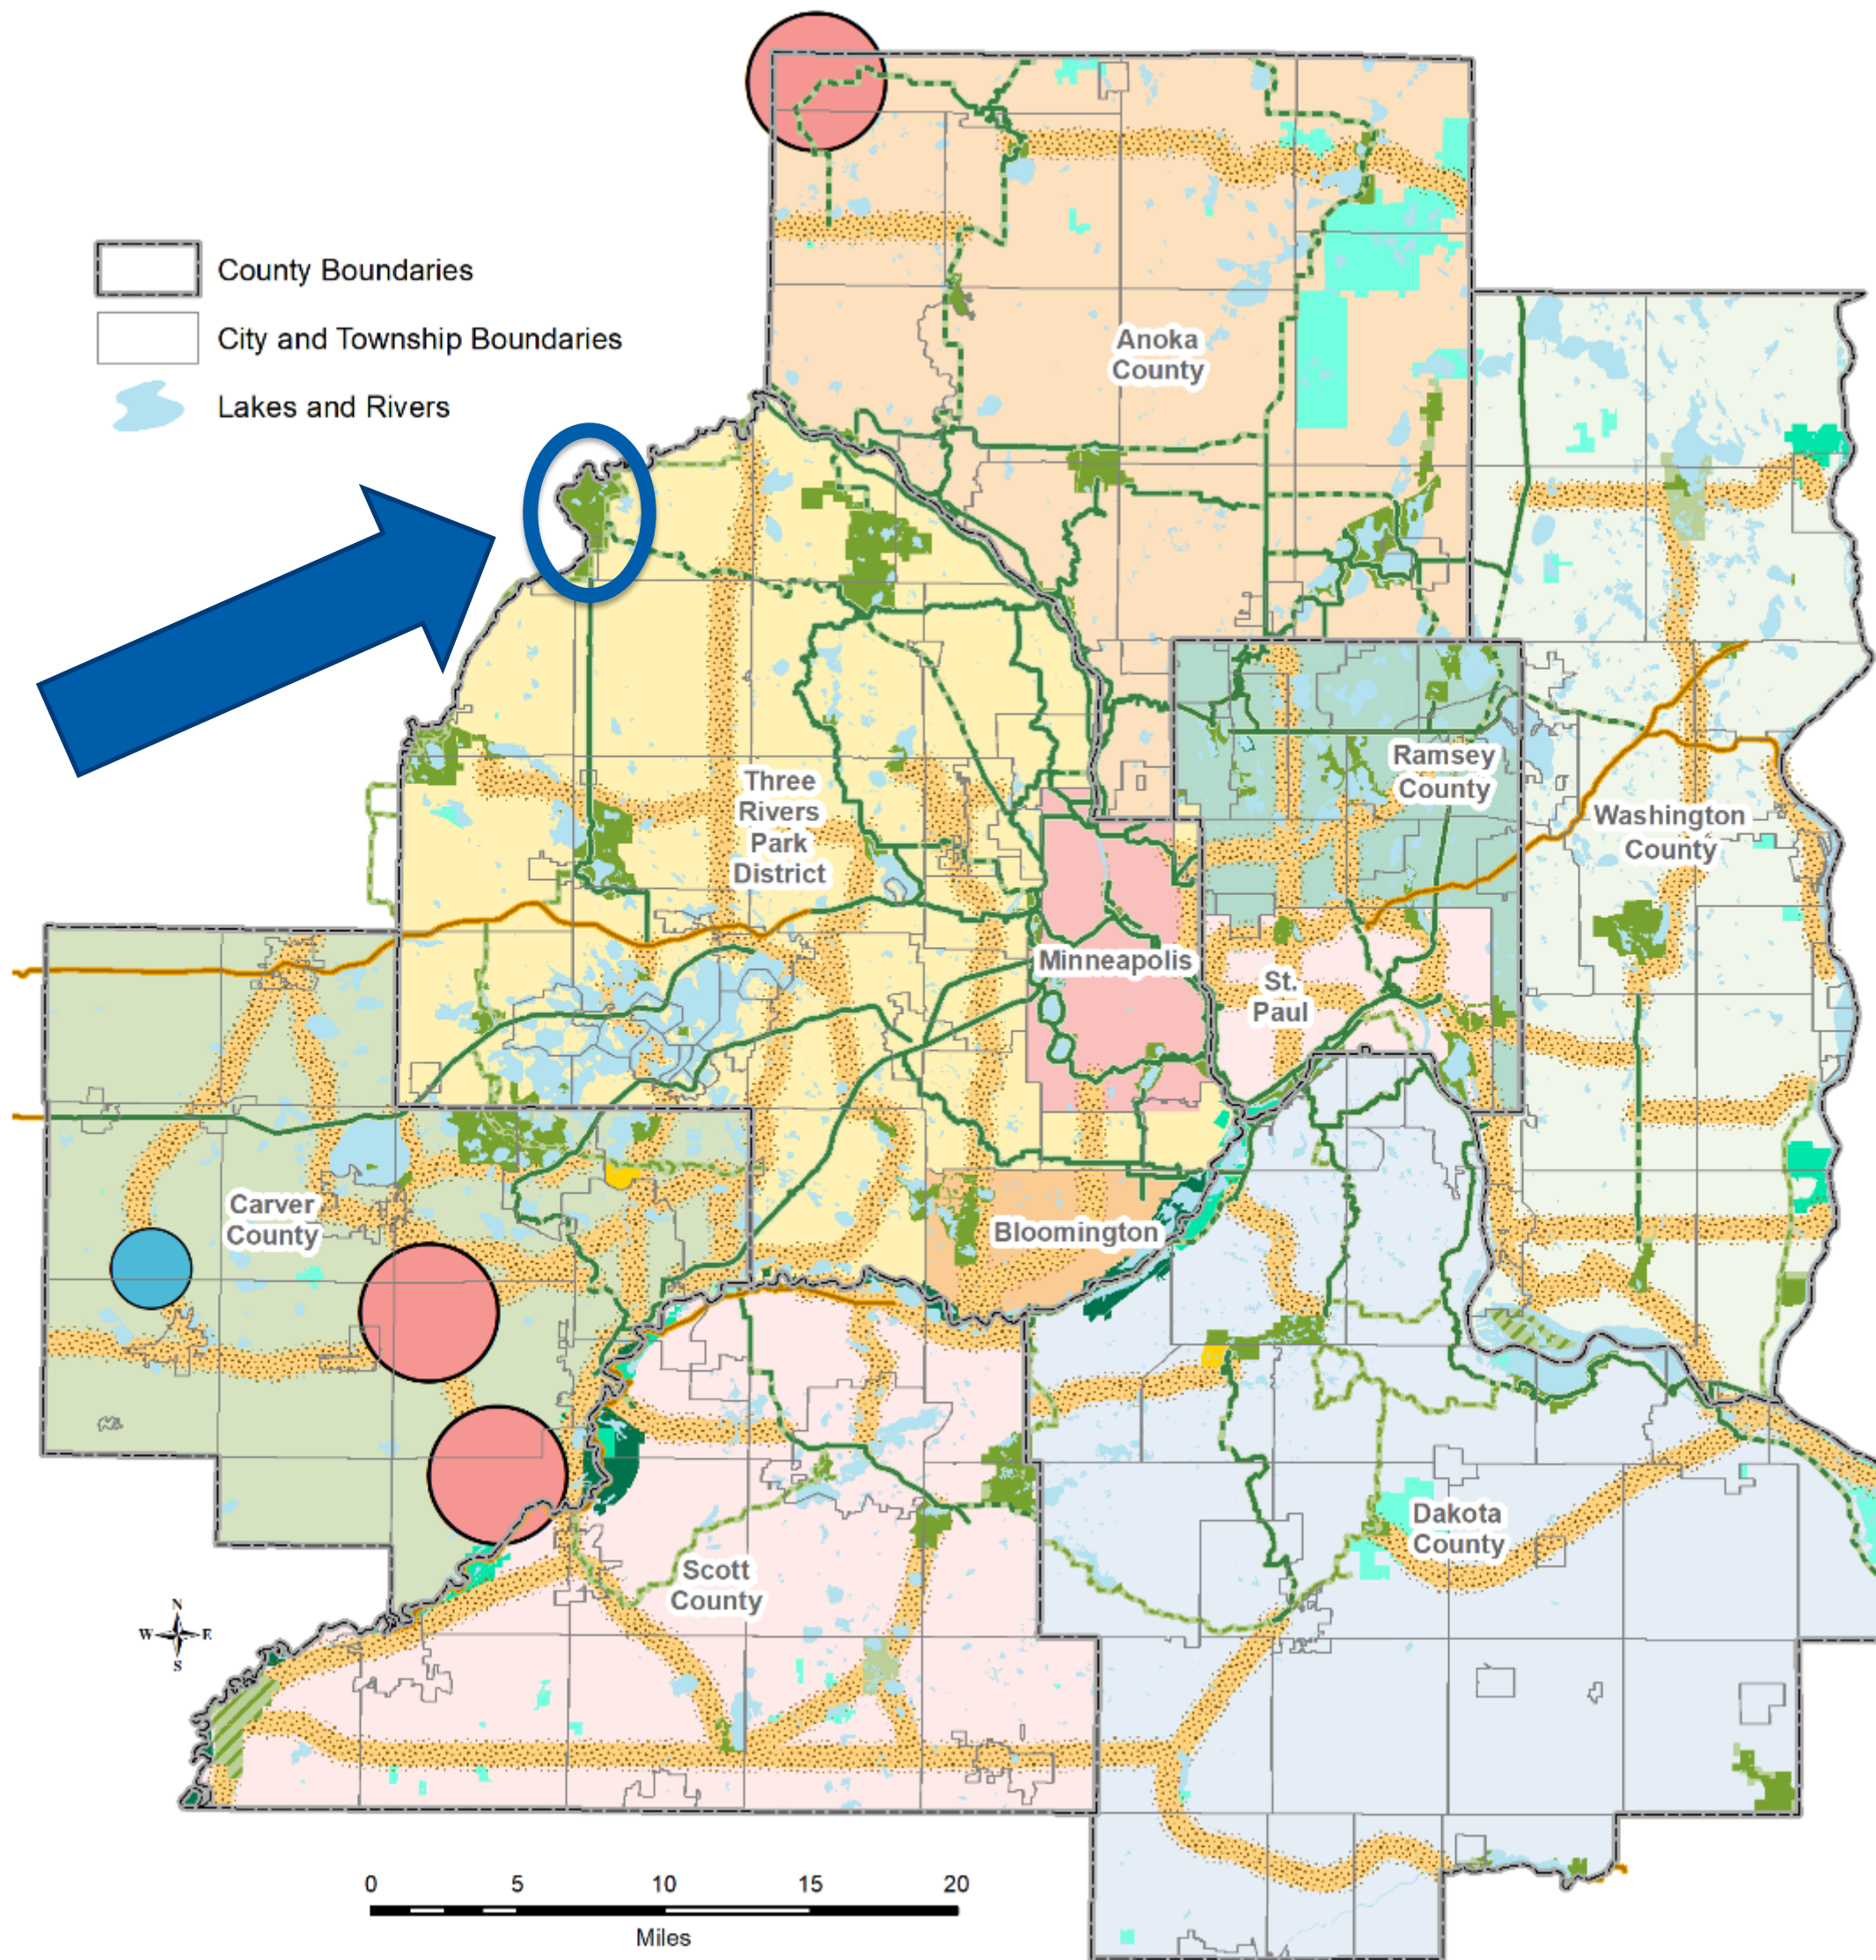 County Boundaries
City and Township Boundaries
Lakes and Rivers
Anoka
County
Three
Rivers
Park
District
Ramsey
County
Washington
County
Minneapolis
St.
Paul
Carver
County
Bloomington
Scott
County
Dakota
County
N
W E
S
0 5 10 15 20
Miles